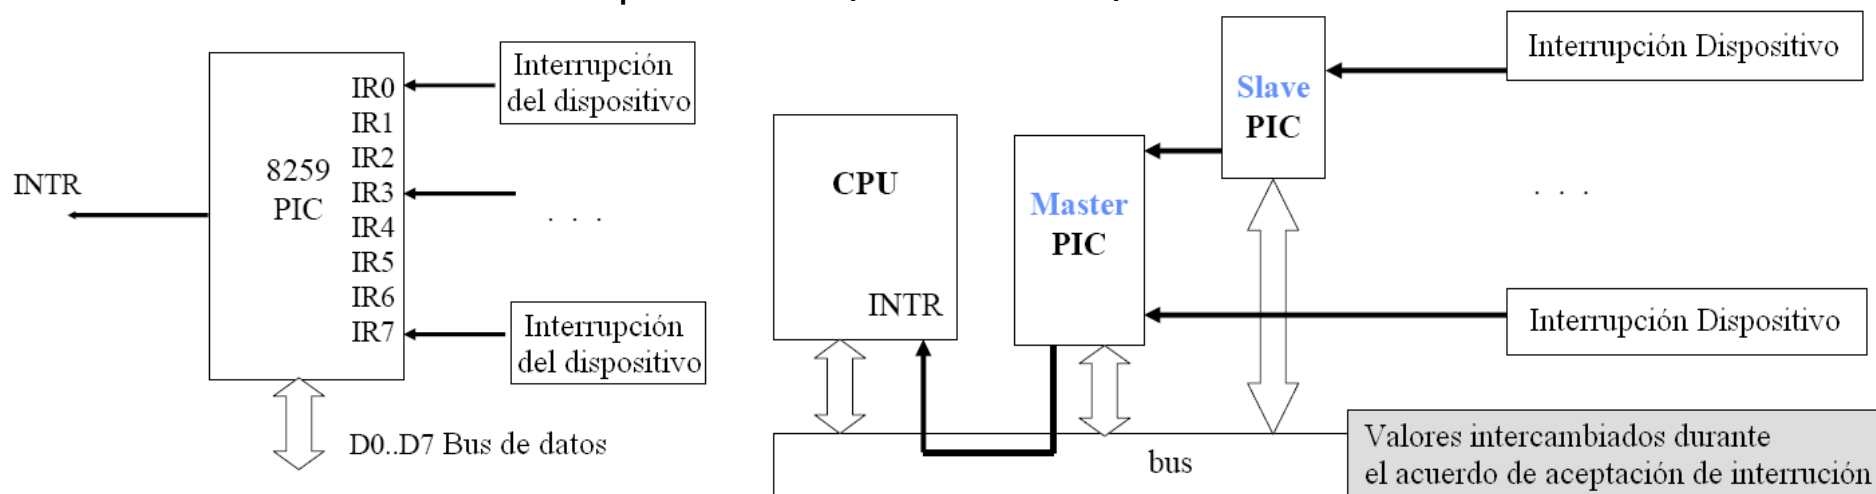 Interrupción
del dispositivo
IR0
IR1
IR2
IR3
IR4
IR5
IR6
IR7
8259
PIC
INTR
. . .
Interrupción
del dispositivo
D0..D7 Bus de datos
Interrupción Dispositivo
Slave
PIC
CPU
INTR
Master
PIC
. . .
Interrupción Dispositivo
bus
Valores intercambiados durante
el acuerdo de aceptación de interrución